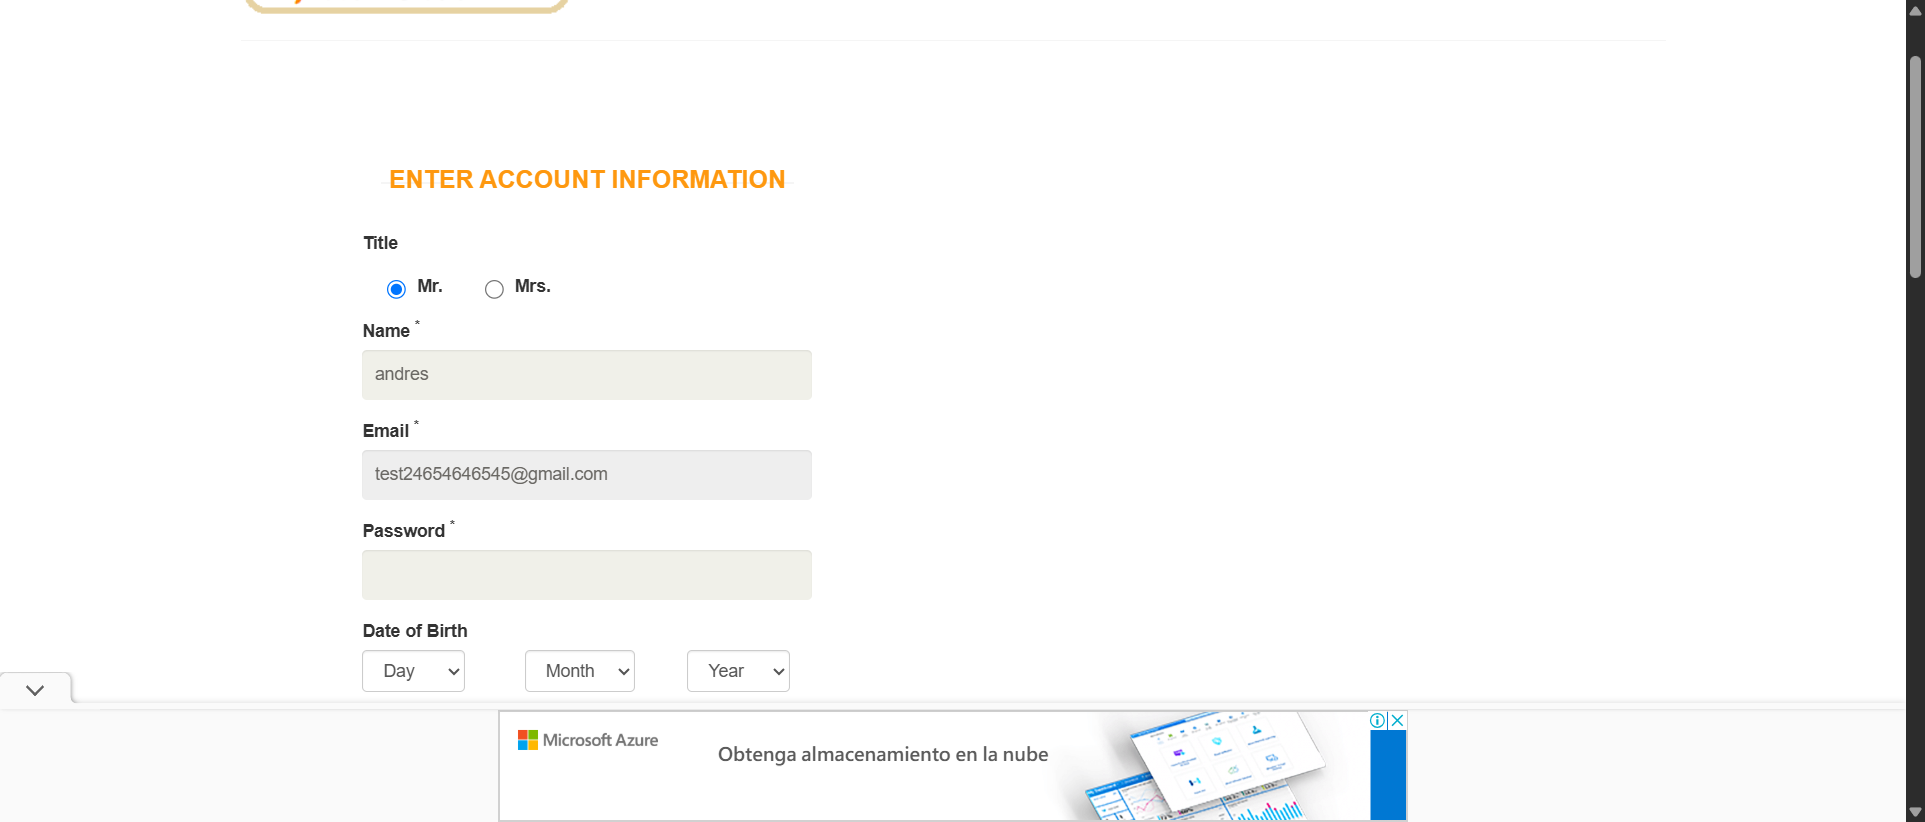 ENTER ACCOUNT INFORMATION
Title
Mr. Mrs.
Name *
andres
Email *
test24654646545@gmail.com
Password *
Date of Birth
Day Month Year
Microsoft Azure
Obtenga almacenamiento en la nube